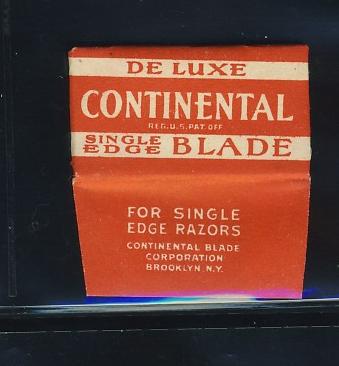 DE LUXE
CONTINENTAL
REG.U.S.PAT.OFF
SINGLE EDGE BLADE
FOR SINGLE
EDGE RAZORS
CONTINENTAL BLADE
CORPORATION
BROOKLYN.N.Y.